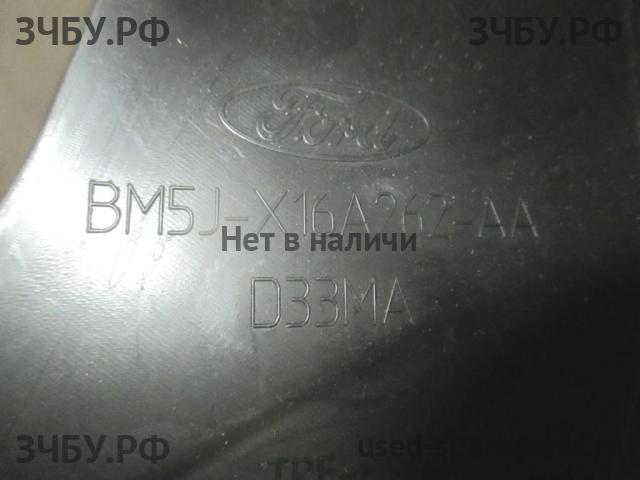 ЗЧБУ.РФ ЗЧБУ.РФ
Ford
BM5J-X16A262-AA
Нет в наличи
D33MA
ЗЧБУ.РФ